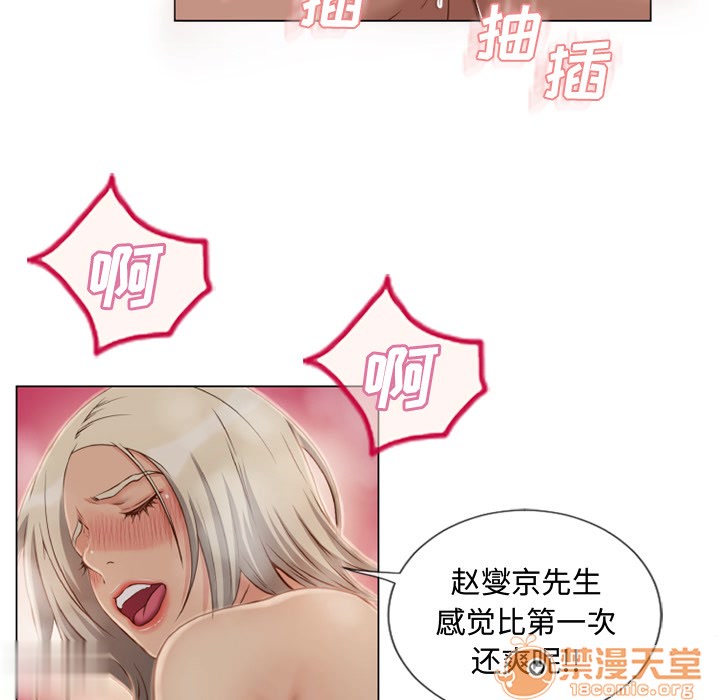 插
抽
插
啊
啊
赵燮京先生
感觉比第一次
还爽呢!!
禁漫天堂
18comic.org